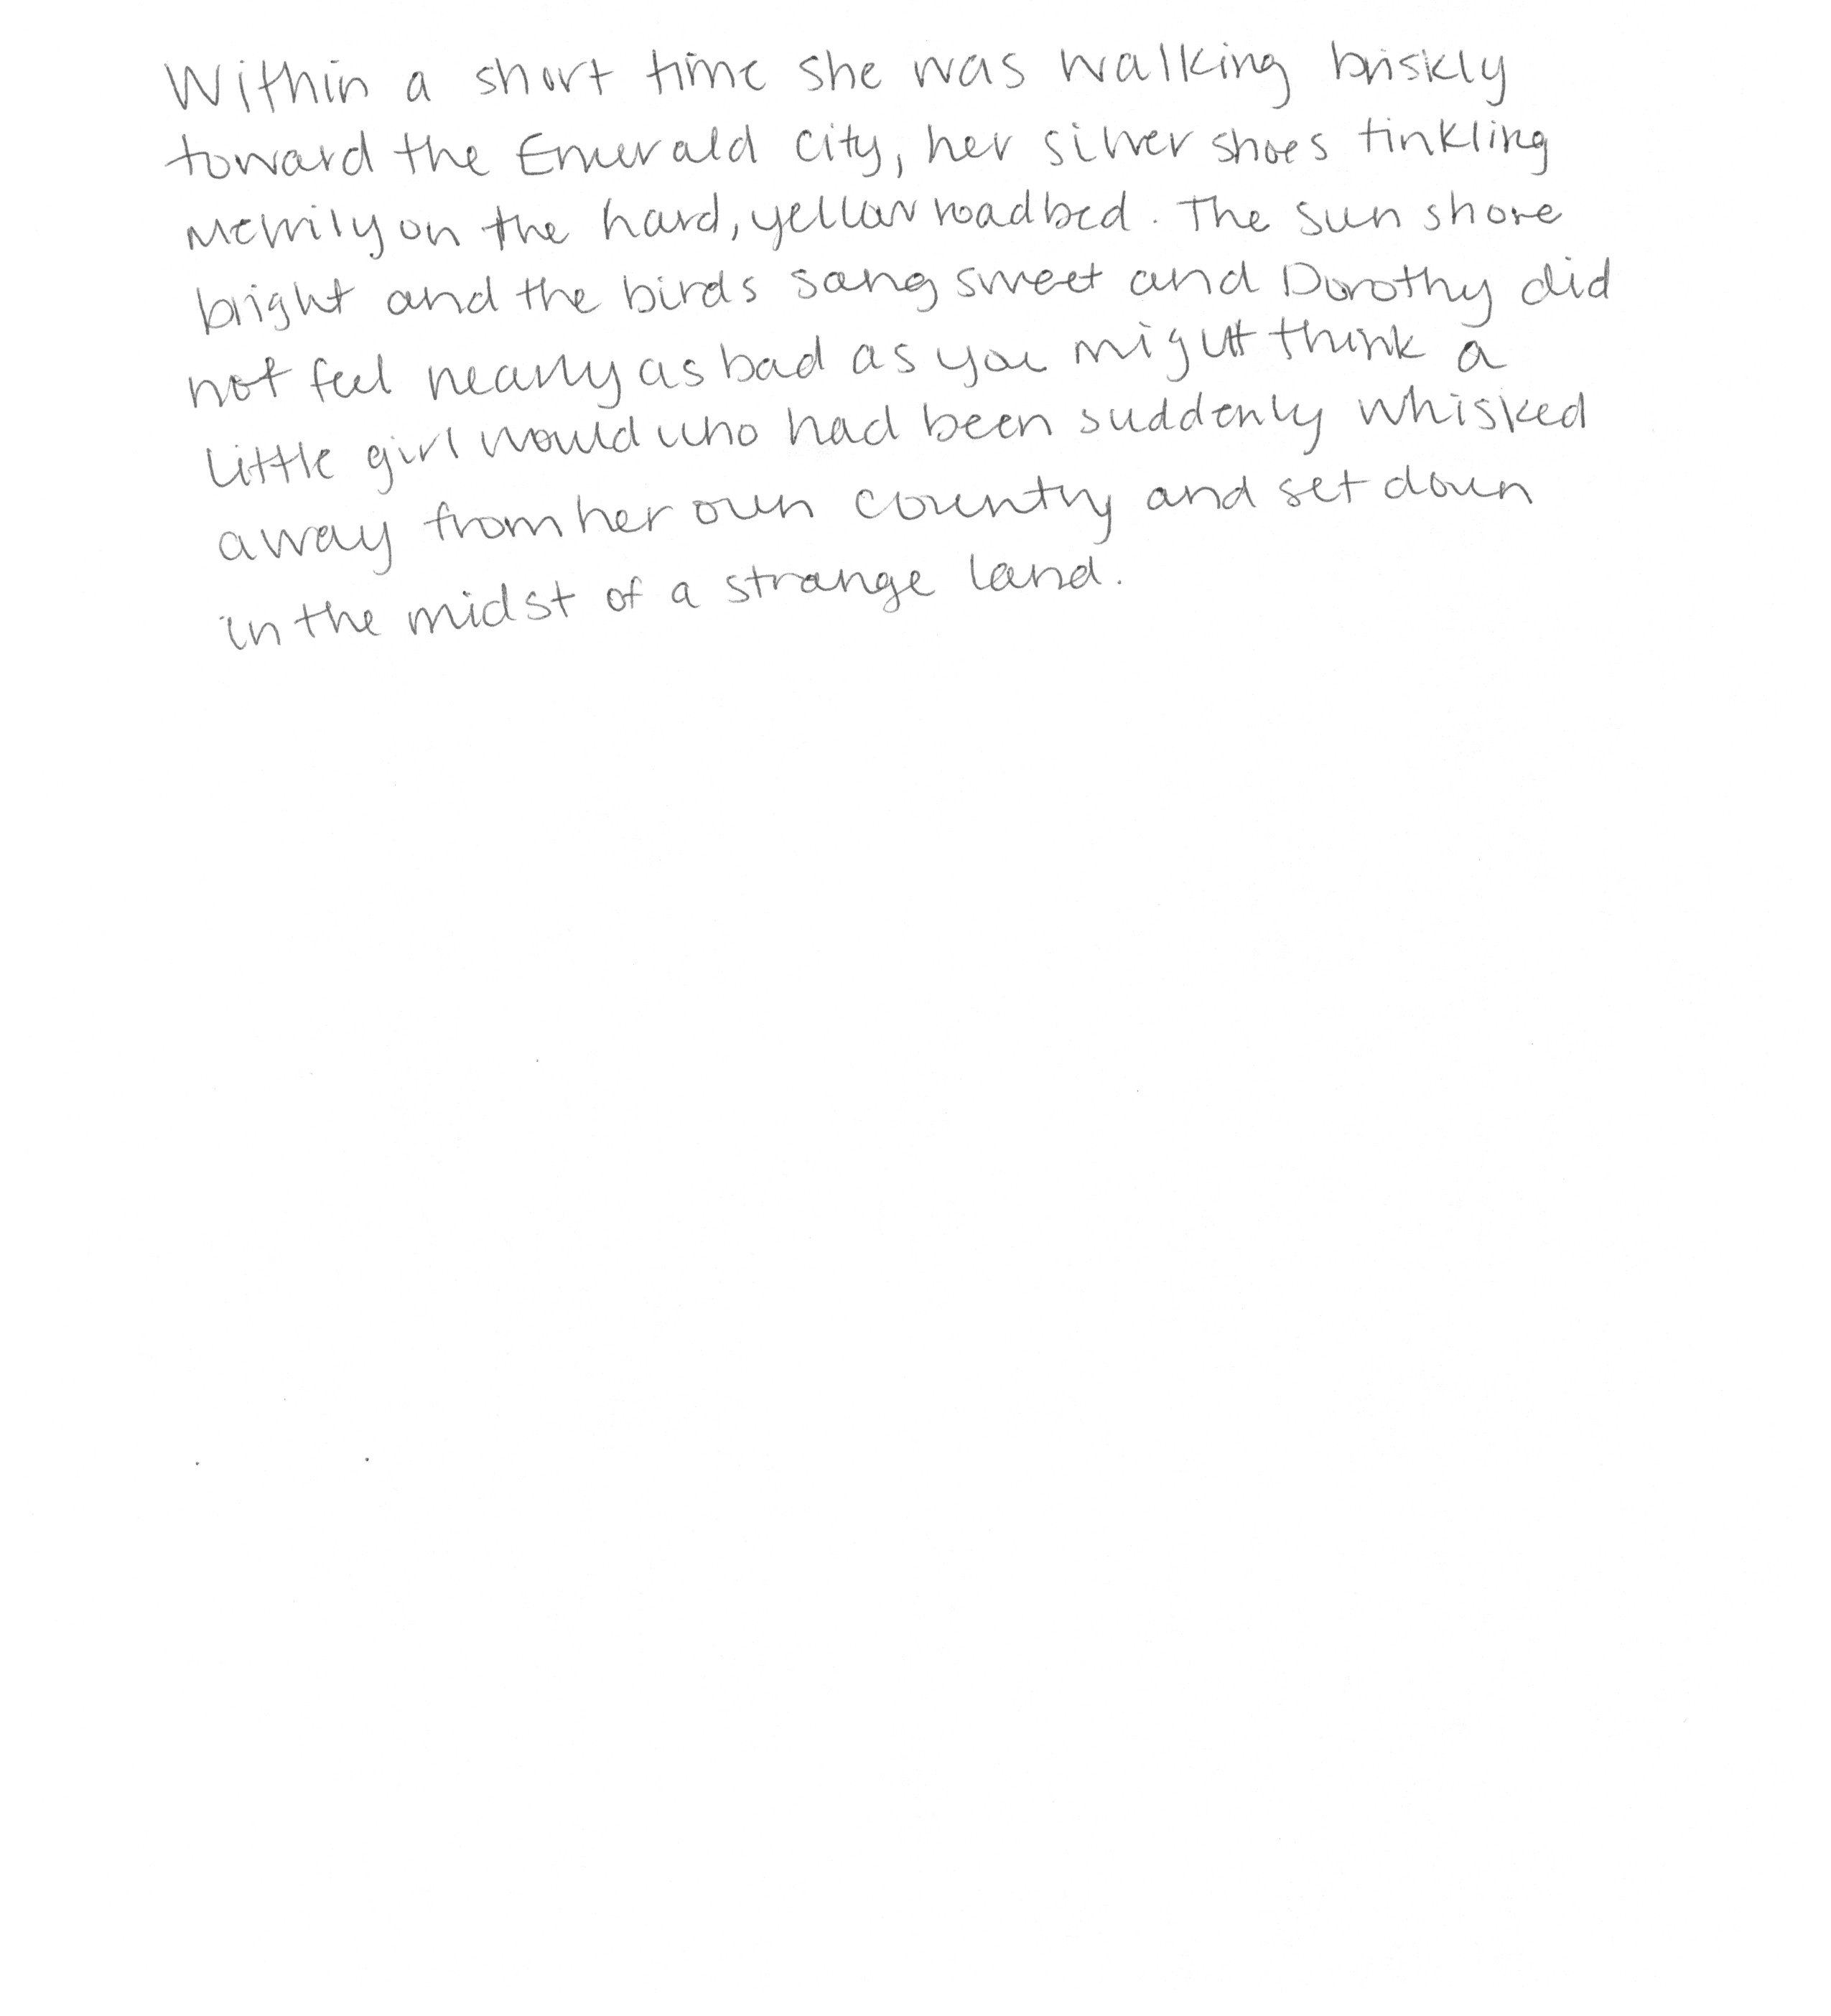 Within a short time she was walking briskly
toward the Emerald City, her silver shoes tinkling
merrily on the hard, yellow roadbed. The sun shone
bright and the birds sang sweet and Dorothy did
not feel nearly as bad as you might think a
little girl would who had been suddenly whisked
away from her own country and set down
in the midst of a strange land.